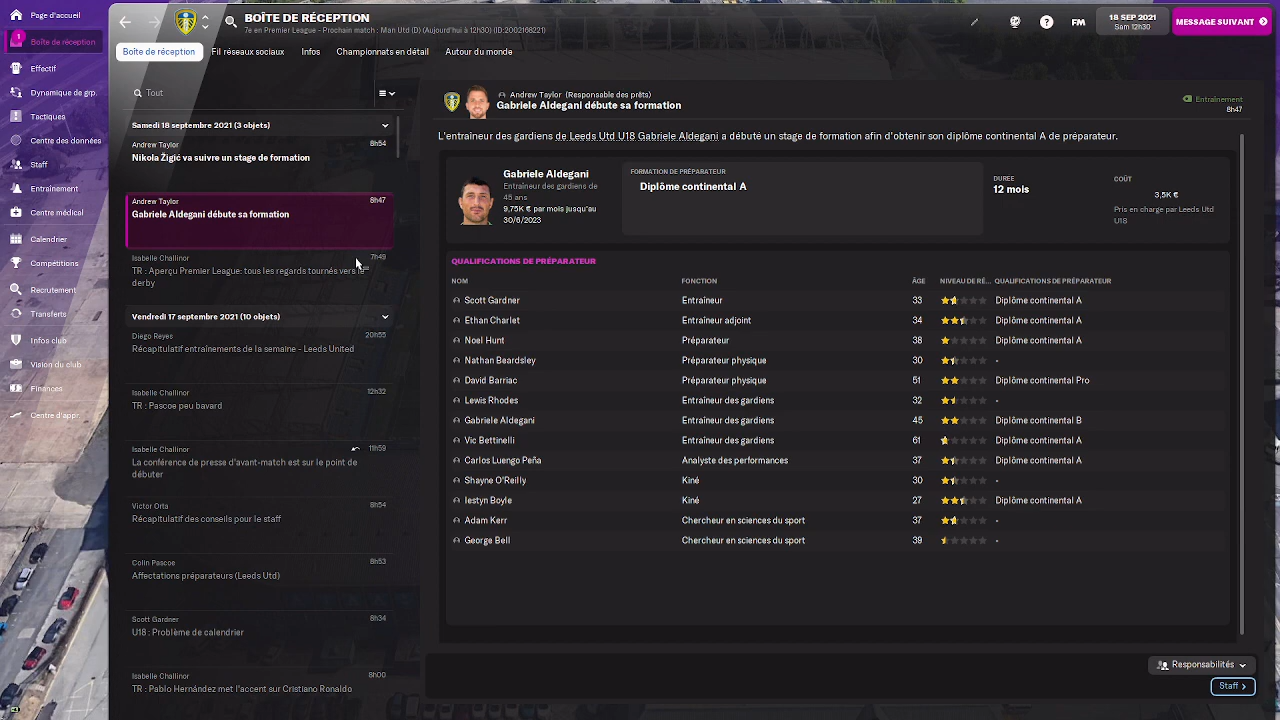 BOÎTE DE RÉCEPTION
7e en Premier League - Prochain match : Man Utd (D) (Aujourd'hui à 12h30) (ID:2002168221)
FM
18 SEP 2021
Sam 12h30
MESSAGE SUIVANT
Page d'accueil
1
Boîte de réception
Effectif
Dynamique de grp.
Tactiques
Centre des données
Staff
Entraînement
Centre médical
Calendrier
Compétitions
Recrutement
Transferts
Infos club
Vision du club
Finances
Centre d'appr.
Boîte de réception
Fil réseaux sociaux
Infos
Championnats en détail
Autour du monde
Tout
Samedi 18 septembre 2021 (3 objets)
Andrew Taylor 8h54
Nikola Žigić va suivre un stage de formation
Andrew Taylor 8h47
Gabriele Aldegani débute sa formation
Isabelle Challinor 7h49
TR : Aperçu Premier League: tous les regards tournés vers le
derby
Vendredi 17 septembre 2021 (10 objets)
Diego Reyes 20h55
Récapitulatif entraînements de la semaine - Leeds United
Isabelle Challinor 12h32
TR : Pascoe peu bavard
Isabelle Challinor 11h59
La conférence de presse d'avant-match est sur le point de
débuter
Victor Orta 8h54
Récapitulatif des conseils pour le staff
Colin Pascoe 8h53
Affectations préparateurs (Leeds Utd)
Scott Gardner 8h34
U18 : Problème de calendrier
Isabelle Challinor 8h00
TR : Pablo Hernández met l'accent sur Cristiano Ronaldo
Andrew Taylor (Responsable des prêts)
Gabriele Aldegani débute sa formation
Entraînement
8h47
L'entraîneur des gardiens de Leeds Utd U18 Gabriele Aldegani a débuté un stage de formation afin d'obtenir son diplôme continental A de préparateur.
Gabriele Aldegani
Entraîneur des gardiens de
45 ans
9,75K € par mois jusqu'au
30/6/2023
FORMATION DE PRÉPARATEUR
Diplôme continental A
DURÉE
12 mois
COÛT
3,5K €
Pris en charge par Leeds Utd
U18
QUALIFICATIONS DE PRÉPARATEUR
NOM FONCTION ÂGE NIVEAU DE RÉ... QUALIFICATIONS DE PRÉPARATEUR
Scott Gardner Entraîneur 33 Diplôme continental A
Ethan Charlet Entraîneur adjoint 34 Diplôme continental A
Noel Hunt Préparateur 38 Diplôme continental A
Nathan Beardsley Préparateur physique 30 -
David Barriac Préparateur physique 51 Diplôme continental Pro
Lewis Rhodes Entraîneur des gardiens 32 -
Gabriele Aldegani Entraîneur des gardiens 45 Diplôme continental B
Vic Bettinelli Entraîneur des gardiens 61 Diplôme continental A
Carlos Luengo Peña Analyste des performances 37 Diplôme continental A
Shayne O'Reilly Kiné 30 -
Iestyn Boyle Kiné 27 Diplôme continental A
Adam Kerr Chercheur en sciences du sport 37 -
George Bell Chercheur en sciences du sport 39 -
Responsabilités
Staff